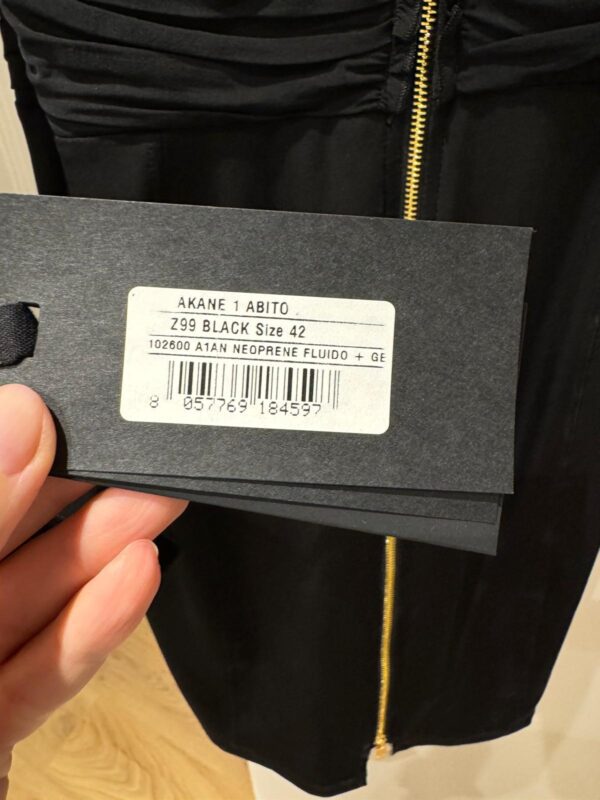 AKANE 1 ABITO
Z99 BLACK Size 42
102600 A1AN NEOPRENE FLUIDO + GE
8 057769 184597